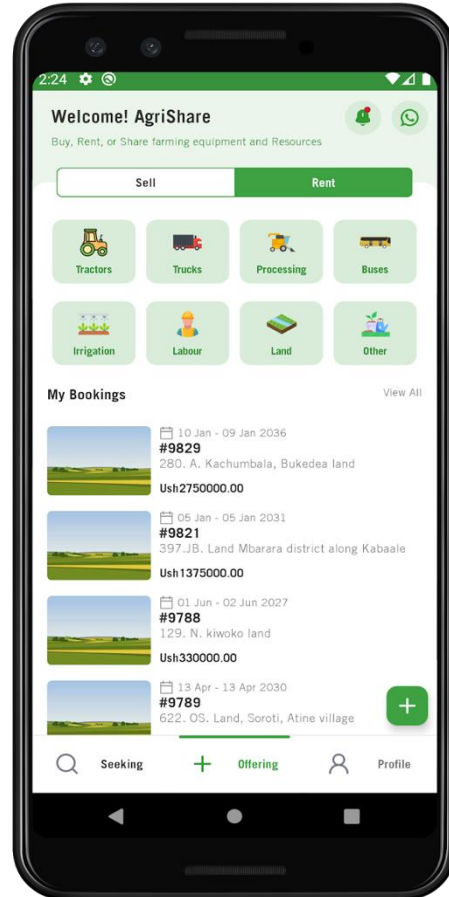 2:24
Welcome! AgriShare
Buy, Rent, or Share farming equipment and Resources
Sell Rent
Tractors Trucks Processing Buses
Irrigation Labour Land Other
My Bookings View All
10 Jan - 09 Jan 2036
#9829
280. A. Kachumbala, Bukedea land
Ush2750000.00
05 Jan - 05 Jan 2031
#9821
397.JB. Land Mbarara district along Kabaale
Ush1375000.00
01 Jun - 02 Jun 2027
#9788
129. N. kiwoko land
Ush330000.00
13 Apr - 13 Apr 2030
#9789
622. OS. Land, Soroti, Atine village
Seeking Offering Profile